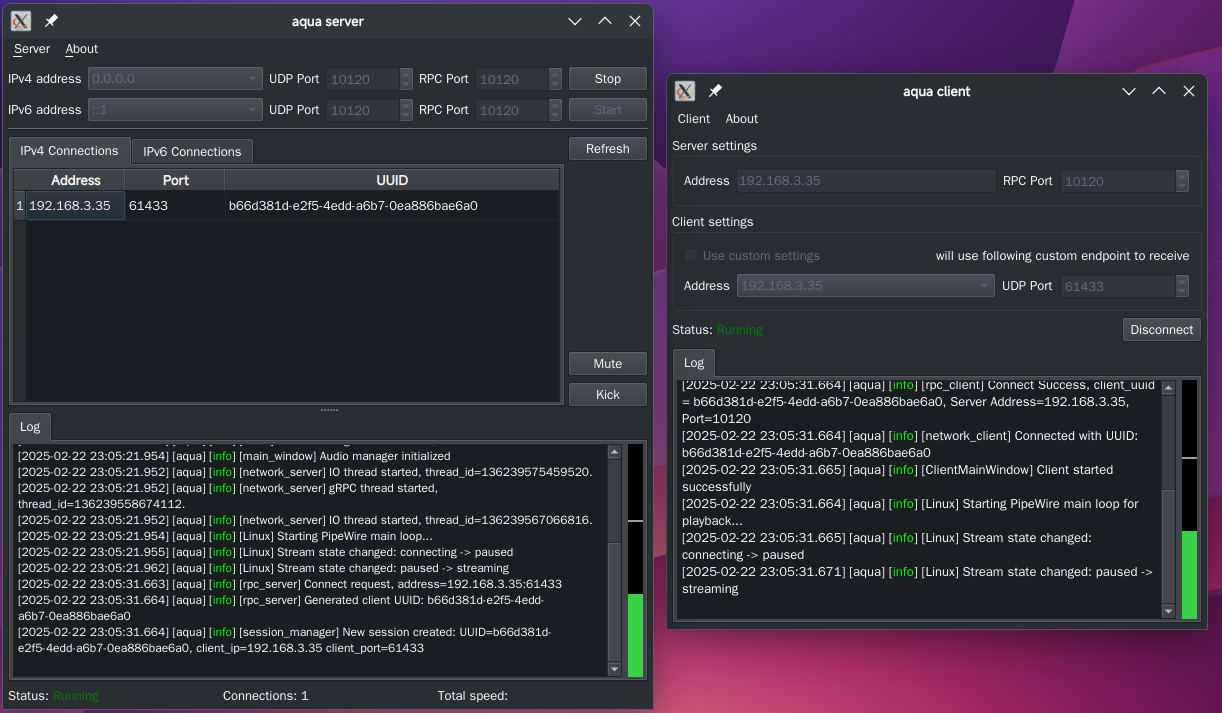 aqua server
Server About
IPv4 address 0.0.0.0 UDP Port 10120 RPC Port 10120 Stop
IPv6 address ::1 UDP Port 10120 RPC Port 10120 Start
IPv4 Connections IPv6 Connections Refresh
Address Port UUID
1 192.168.3.35 61433 b66d381d-e2f5-4edd-a6b7-0ea886bae6a0
Mute
Kick
Log
[2025-02-22 23:05:21.954] [aqua] [info] [main_window] Audio manager initialized
[2025-02-22 23:05:21.952] [aqua] [info] [network_server] IO thread started, thread_id=136239575459520.
[2025-02-22 23:05:21.952] [aqua] [info] [network_server] gRPC thread started,
thread_id=136239558674112.
[2025-02-22 23:05:21.952] [aqua] [info] [network_server] IO thread started, thread_id=136239567066816.
[2025-02-22 23:05:21.954] [aqua] [info] [Linux] Starting PipeWire main loop...
[2025-02-22 23:05:21.955] [aqua] [info] [Linux] Stream state changed: connecting -> paused
[2025-02-22 23:05:21.962] [aqua] [info] [Linux] Stream state changed: paused -> streaming
[2025-02-22 23:05:31.663] [aqua] [info] [rpc_server] Connect request, address=192.168.3.35:61433
[2025-02-22 23:05:31.664] [aqua] [info] [rpc_server] Generated client UUID: b66d381d-e2f5-4edd-
a6b7-0ea886bae6a0
[2025-02-22 23:05:31.664] [aqua] [info] [session_manager] New session created: UUID=b66d381d-
e2f5-4edd-a6b7-0ea886bae6a0, client_ip=192.168.3.35 client_port=61433
Status: Running Connections: 1 Total speed:
aqua client
Client About
Server settings
Address 192.168.3.35 RPC Port 10120
Client settings
Use custom settings will use following custom endpoint to receive
Address 192.168.3.35 UDP Port 61433
Status: Running Disconnect
Log
[2025-02-22 23:05:31.664] [aqua] [info] [rpc_client] Connect Success, client_uuid
= b66d381d-e2f5-4edd-a6b7-0ea886bae6a0, Server Address=192.168.3.35,
Port=10120
[2025-02-22 23:05:31.664] [aqua] [info] [network_client] Connected with UUID:
b66d381d-e2f5-4edd-a6b7-0ea886bae6a0
[2025-02-22 23:05:31.665] [aqua] [info] [ClientMainWindow] Client started
successfully
[2025-02-22 23:05:31.664] [aqua] [info] [Linux] Starting PipeWire main loop for
playback...
[2025-02-22 23:05:31.665] [aqua] [info] [Linux] Stream state changed:
connecting -> paused
[2025-02-22 23:05:31.671] [aqua] [info] [Linux] Stream state changed: paused ->
streaming